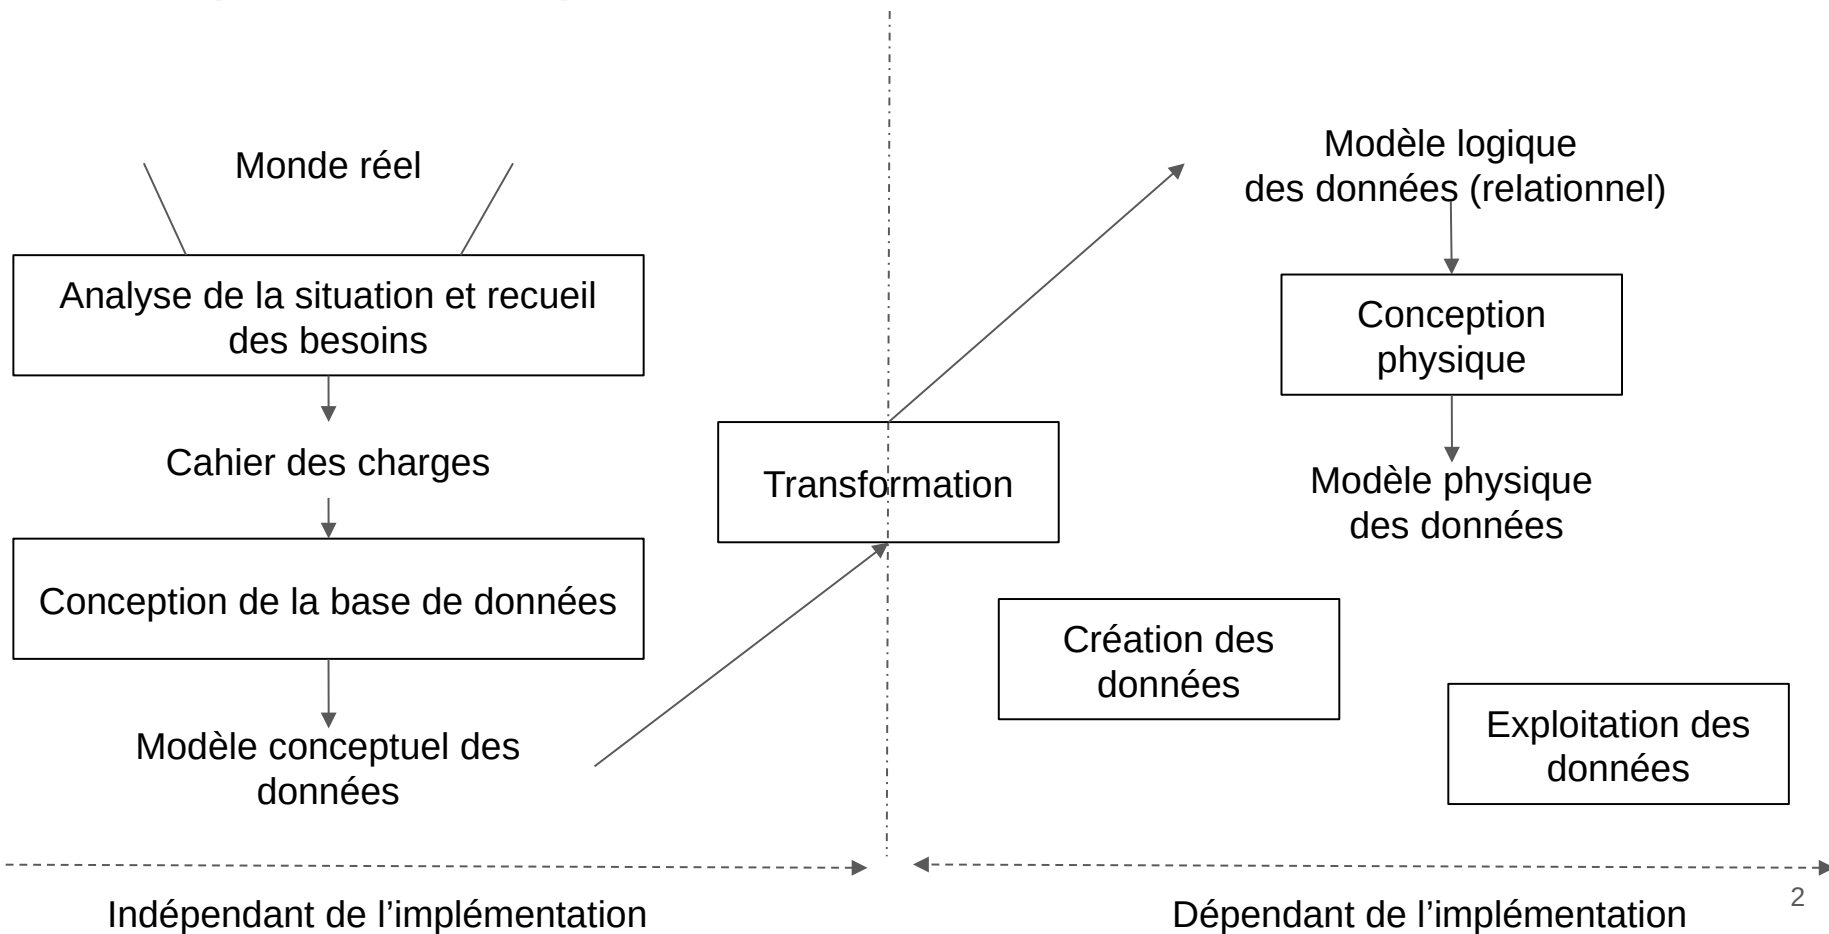 Monde réel
Analyse de la situation et recueil
des besoins
Cahier des charges
Conception de la base de données
Modèle conceptuel des
données
Transformation
Modèle logique
des données (relationnel)
Conception
physique
Modèle physique
des données
Création des
données
Exploitation des
données
Indépendant de l’implémentation
Dépendant de l’implémentation
2